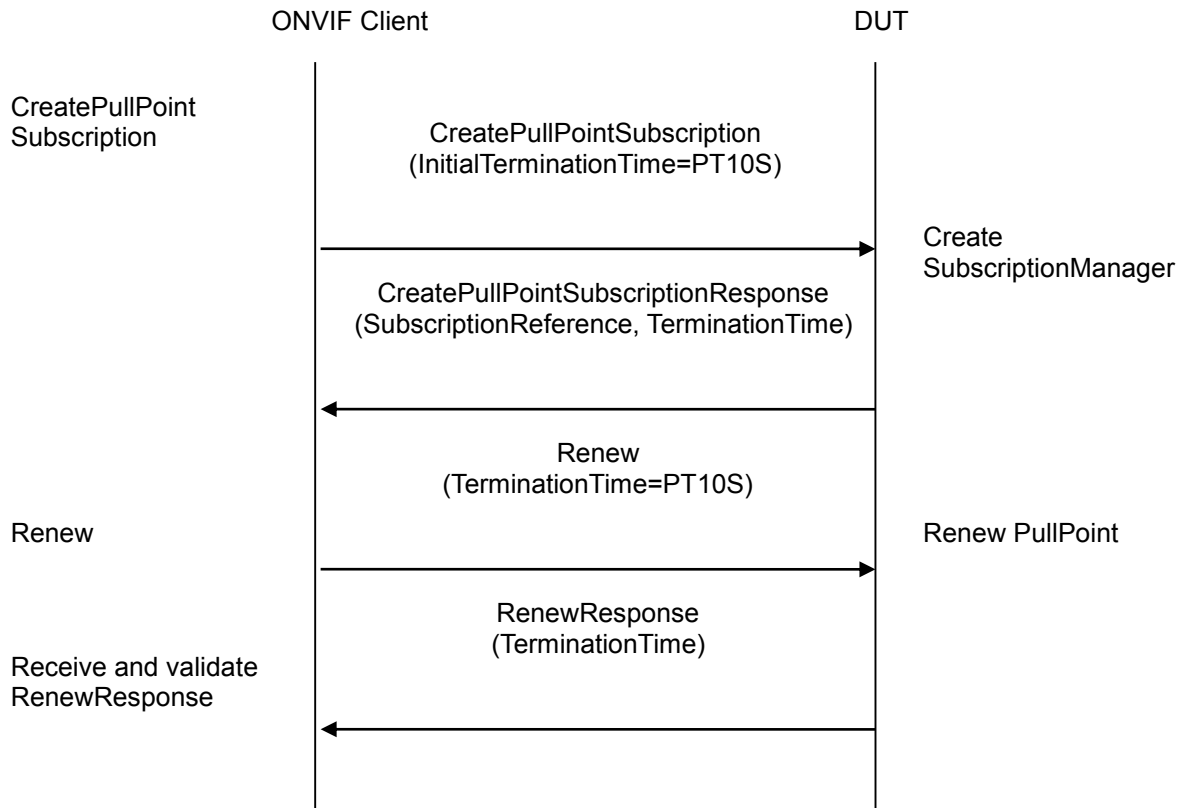 ONVIF Client
DUT
CreatePullPoint
Subscription
CreatePullPointSubscription
(InitialTerminationTime=PT10S)
Create
SubscriptionManager
CreatePullPointSubscriptionResponse
(SubscriptionReference, TerminationTime)
Renew
(TerminationTime=PT10S)
Renew
Renew PullPoint
RenewResponse
(TerminationTime)
Receive and validate
RenewResponse